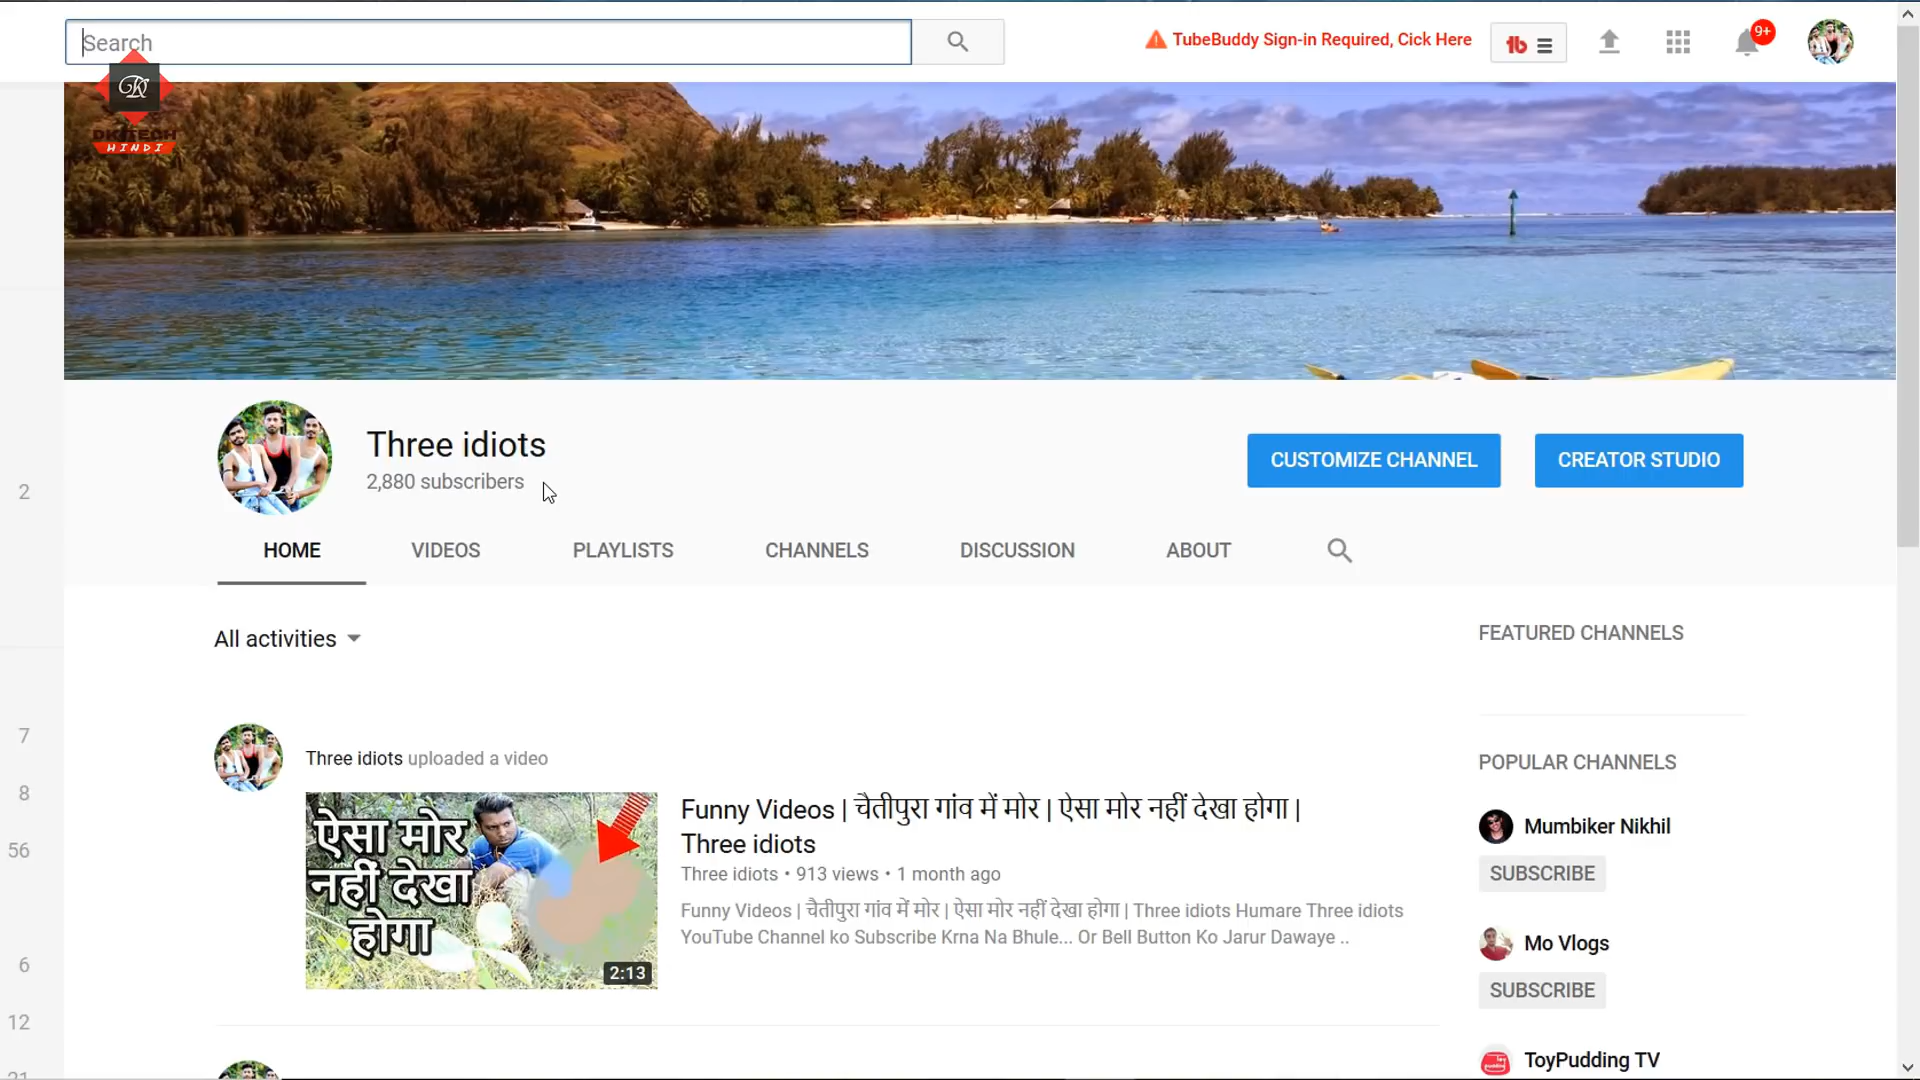 Search
TubeBuddy Sign-in Required, Cick Here
tb
9+
DK TECH
HINDI
Three idiots
2,880 subscribers
CUSTOMIZE CHANNEL
CREATOR STUDIO
HOME
VIDEOS
PLAYLISTS
CHANNELS
DISCUSSION
ABOUT
2
7
8
56
6
12
21
All activities
Three idiots uploaded a video
ऐसा मोर
नहीं देखा
होगा
2:13
Funny Videos | चैतीपुरा गांव में मोर | ऐसा मोर नहीं देखा होगा |
Three idiots
Three idiots • 913 views • 1 month ago
Funny Videos | चैतीपुरा गांव में मोर | ऐसा मोर नहीं देखा होगा | Three idiots Humare Three idiots
YouTube Channel ko Subscribe Krna Na Bhule... Or Bell Button Ko Jarur Dawaye ..
FEATURED CHANNELS
POPULAR CHANNELS
Mumbiker Nikhil
SUBSCRIBE
Mo Vlogs
SUBSCRIBE
ToyPudding TV